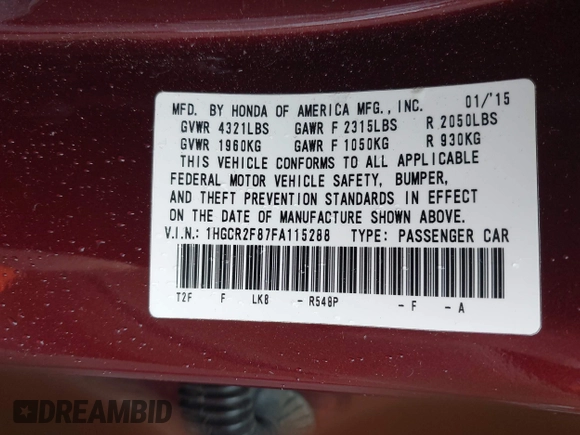 MFD. BY HONDA OF AMERICA MFG., INC. 01/'15
GVWR 4321LBS GAWR F 2315LBS R 2050LBS
GVWR 1960KG GAWR F 1050KG R 930KG
THIS VEHICLE CONFORMS TO ALL APPLICABLE
FEDERAL MOTOR VEHICLE SAFETY, BUMPER,
AND THEFT PREVENTION STANDARDS IN EFFECT
ON THE DATE OF MANUFACTURE SHOWN ABOVE.
V.I.N.: 1HGCR2F87FA115288 TYPE: PASSENGER CAR
T2F F LK8 - R548P - F - A
DREAMBID